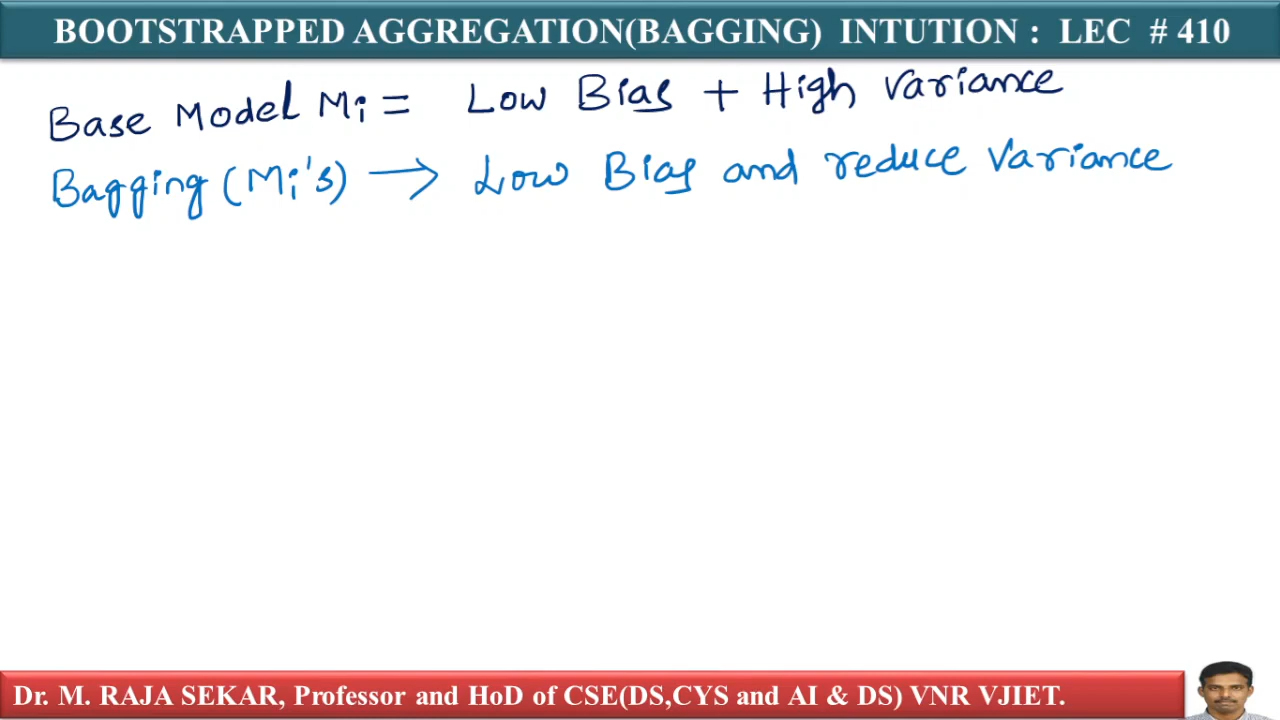 BOOTSTRAPPED AGGREGATION(BAGGING) INTUTION : LEC # 410
Base Model Mi = Low Bias + High Variance
Bagging (Mi's) → Low Bias and reduce Variance
Dr. M. RAJA SEKAR, Professor and HoD of CSE(DS,CYS and AI & DS) VNR VJIET.